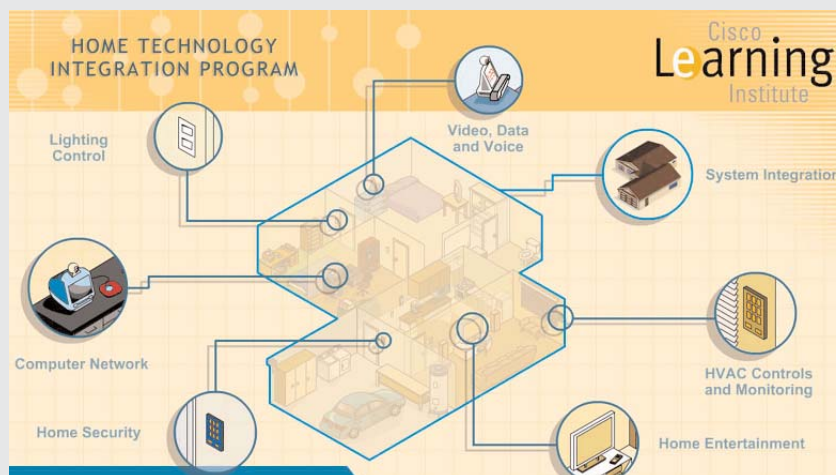 HOME TECHNOLOGY
INTEGRATION PROGRAM
Cisco
Learning
Institute
Lighting
Control
Video, Data
and Voice
System Integration
Computer Network
HVAC Controls
and Monitoring
Home Security
Home Entertainment